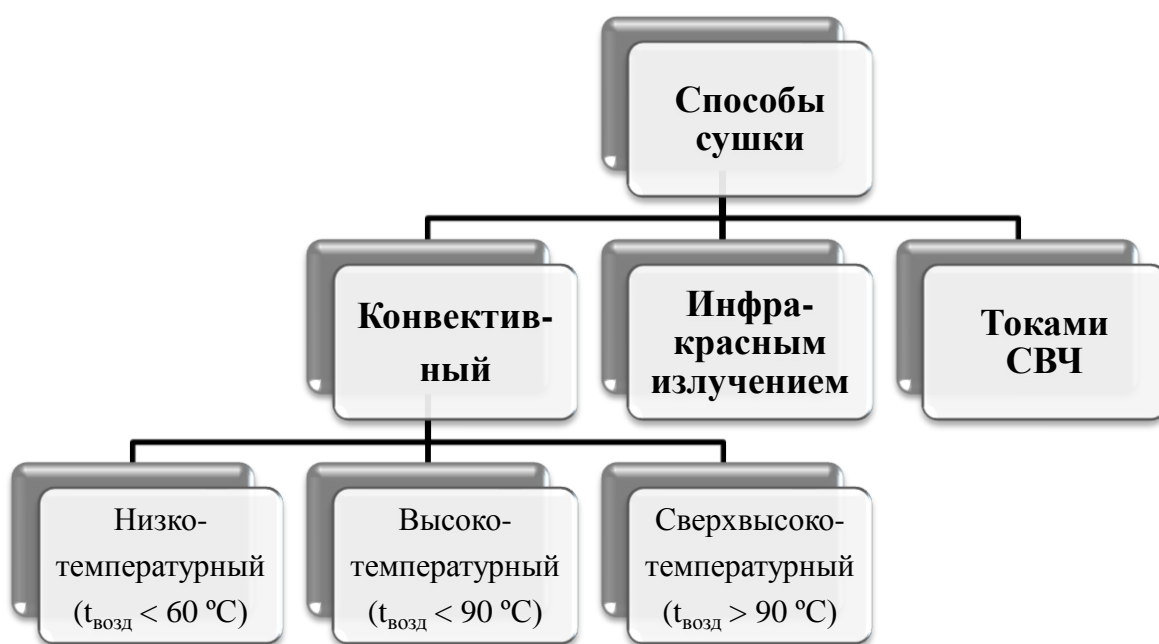 Способы
сушки
Конвектив-
ный
Инфра-
красным
излучением
Токами
СВЧ
Низко-
температурный
(tвозд < 60 ºС)
Высоко-
температурный
(tвозд < 90 ºС)
Сверхвысоко-
температурный
(tвозд > 90 ºС)